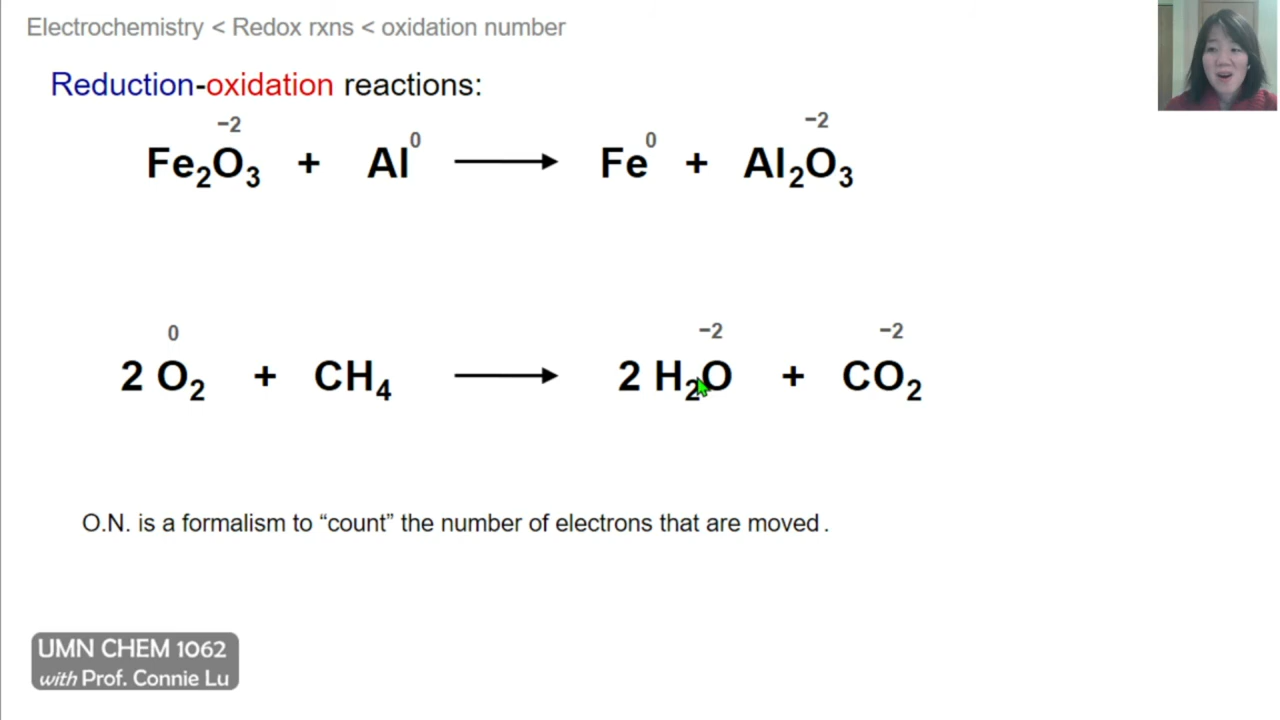 Electrochemistry < Redox rxns < oxidation number
Reduction-oxidation reactions:
−2 0 0 −2
Fe₂O₃ + Al ⟶ Fe + Al₂O₃
0 −2 −2
2 O₂ + CH₄ ⟶ 2 H₂O + CO₂
O.N. is a formalism to “count” the number of electrons that are moved.
UMN CHEM 1062
with Prof. Connie Lu